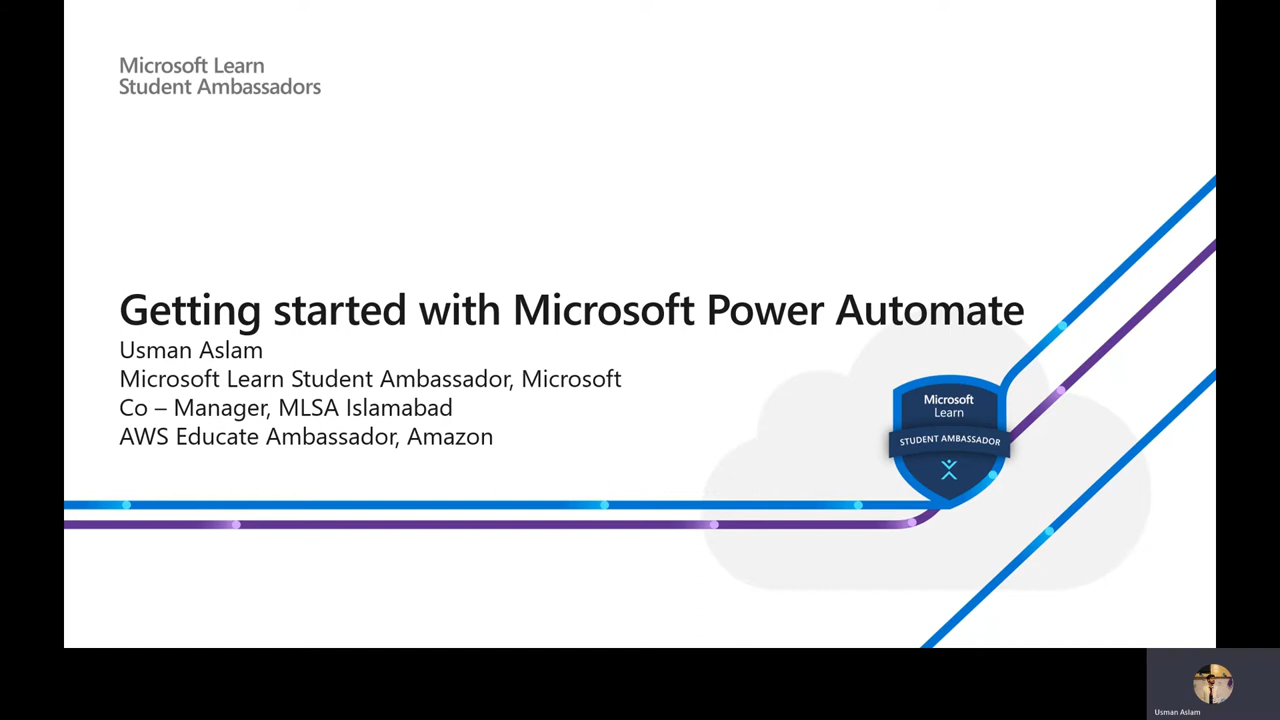 Microsoft Learn
Student Ambassadors
Getting started with Microsoft Power Automate
Usman Aslam
Microsoft Learn Student Ambassador, Microsoft
Co – Manager, MLSA Islamabad
AWS Educate Ambassador, Amazon
Microsoft
Learn
STUDENT AMBASSADOR
Usman Aslam